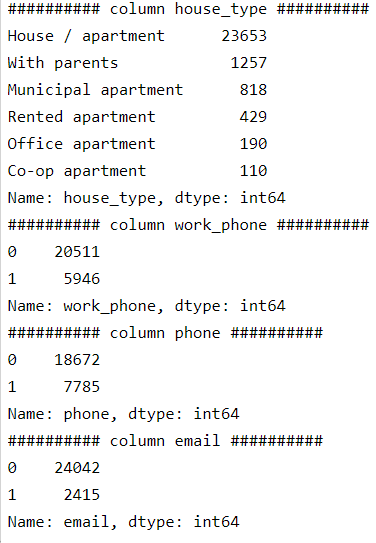 ########## column house_type ##########
House / apartment      23653
With parents            1257
Municipal apartment      818
Rented apartment         429
Office apartment         190
Co-op apartment          110
Name: house_type, dtype: int64
########## column work_phone ##########
0    20511
1     5946
Name: work_phone, dtype: int64
########## column phone ##########
0    18672
1     7785
Name: phone, dtype: int64
########## column email ##########
0    24042
1     2415
Name: email, dtype: int64